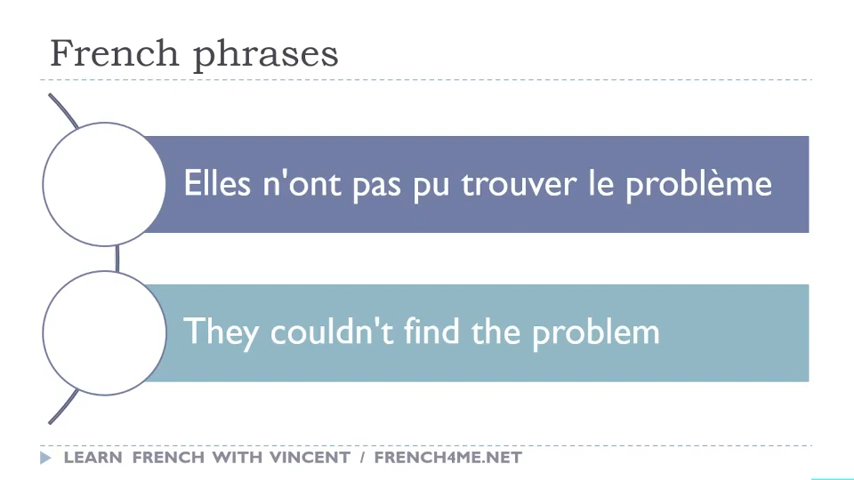 French phrases
Elles n'ont pas pu trouver le problème
They couldn't find the problem
LEARN FRENCH WITH VINCENT / FRENCH4ME.NET